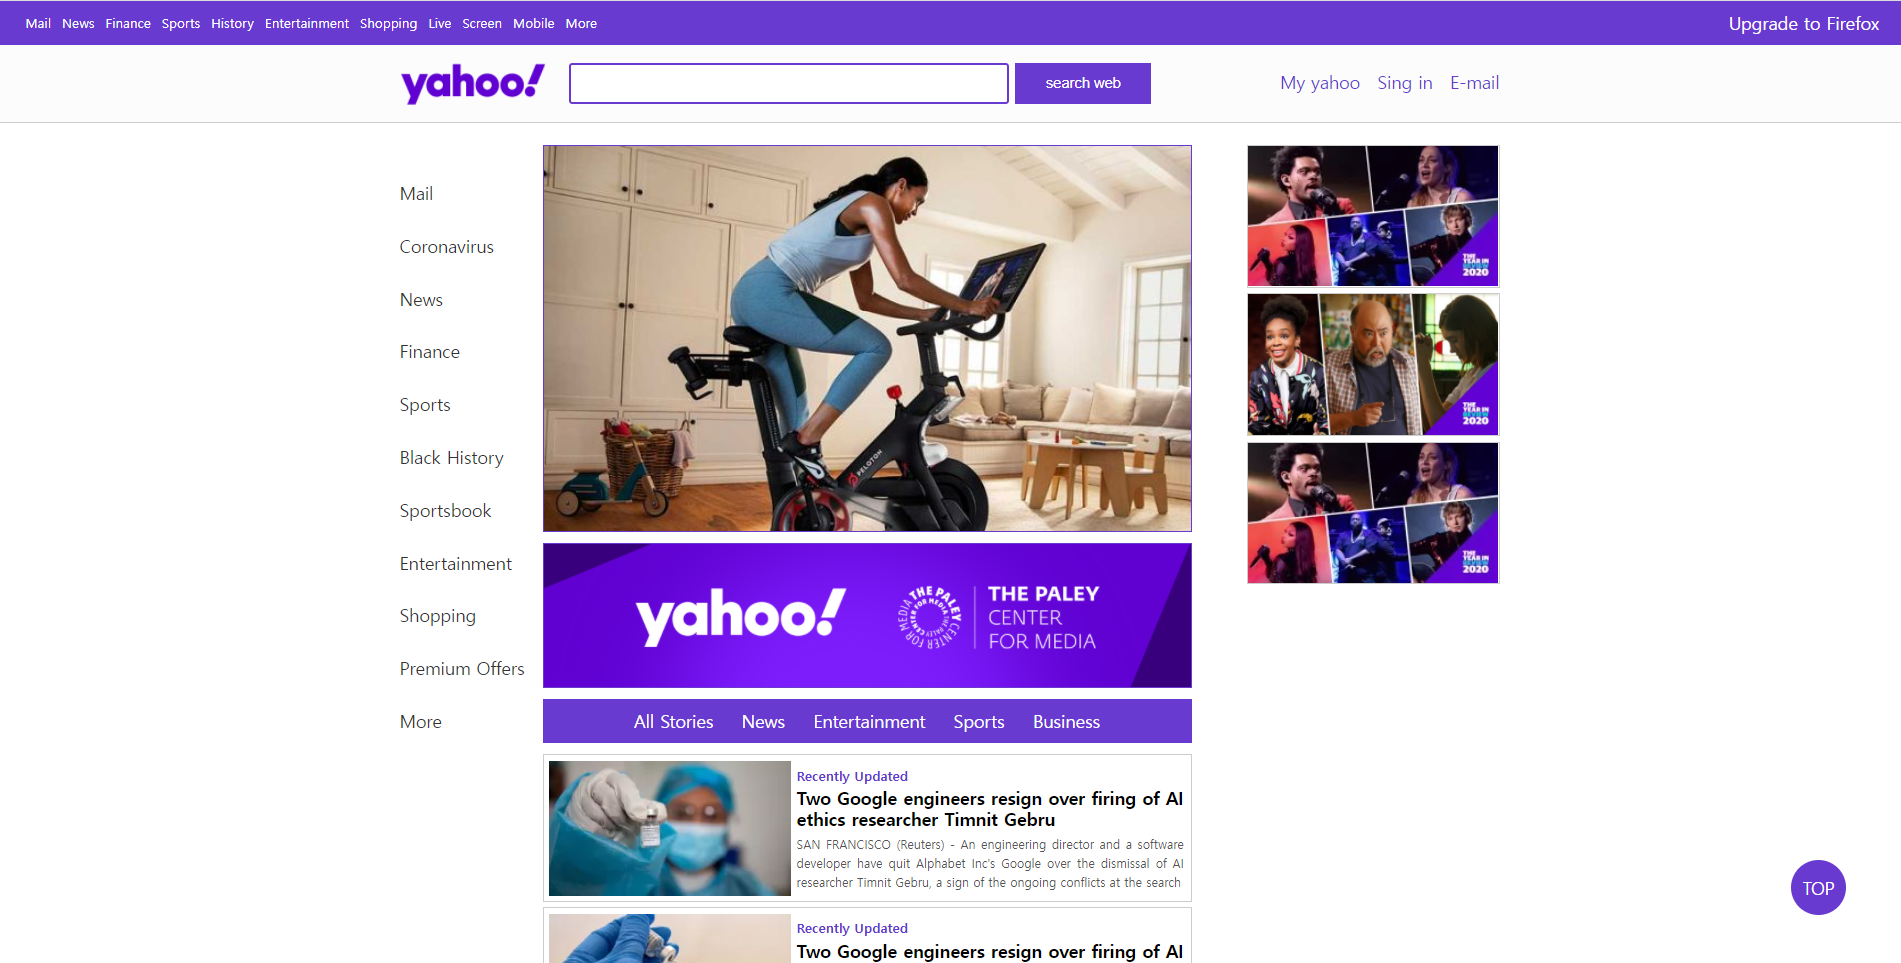 Mail News Finance Sports History Entertainment Shopping Live Screen Mobile More
Upgrade to Firefox
yahoo!
search web
My yahoo Sing in E-mail
Mail
Coronavirus
News
Finance
Sports
Black History
Sportsbook
Entertainment
Shopping
Premium Offers
More
PELOTON
yahoo!
THE PALEY CENTER FOR MEDIA
THE PALEY
CENTER
FOR MEDIA
All Stories News Entertainment Sports Business
Recently Updated
Two Google engineers resign over firing of AI
ethics researcher Timnit Gebru
SAN FRANCISCO (Reuters) - An engineering director and a software
developer have quit Alphabet Inc's Google over the dismissal of AI
researcher Timnit Gebru, a sign of the ongoing conflicts at the search
Recently Updated
Two Google engineers resign over firing of AI
THE
YEAR IN
REVIEW
2020
THE
YEAR IN
REVIEW
2020
THE
YEAR IN
REVIEW
2020
TOP